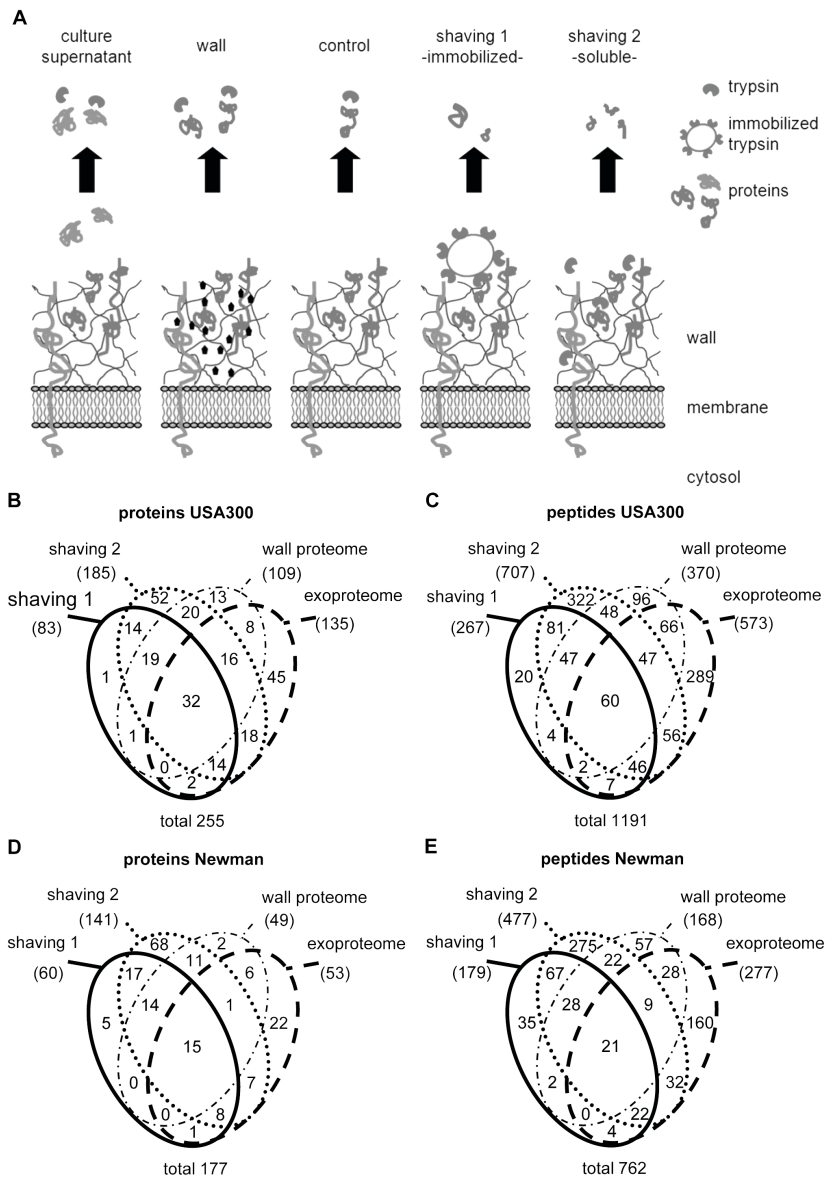 A
culture
supernatant
wall
control
shaving 1
-immobilized-
shaving 2
-soluble-
trypsin
immobilized
trypsin
proteins
wall
membrane
cytosol
B
proteins USA300
shaving 2
(185)
wall proteome
(109)
shaving 1
(83)
exoproteome
(135)
52
20
13
14
8
19
16
1
45
32
1
18
0
14
2
total 255
C
peptides USA300
shaving 2
(707)
wall proteome
(370)
shaving 1
(267)
exoproteome
(573)
322
48
96
81
66
47
47
20
289
60
4
56
2
46
7
total 1191
D
proteins Newman
shaving 2
(141)
wall proteome
(49)
shaving 1
(60)
exoproteome
(53)
68
11
2
17
6
14
1
5
22
15
0
7
0
8
1
total 177
E
peptides Newman
shaving 2
(477)
wall proteome
(168)
shaving 1
(179)
exoproteome
(277)
275
22
57
67
28
28
9
35
160
21
2
32
0
22
4
total 762